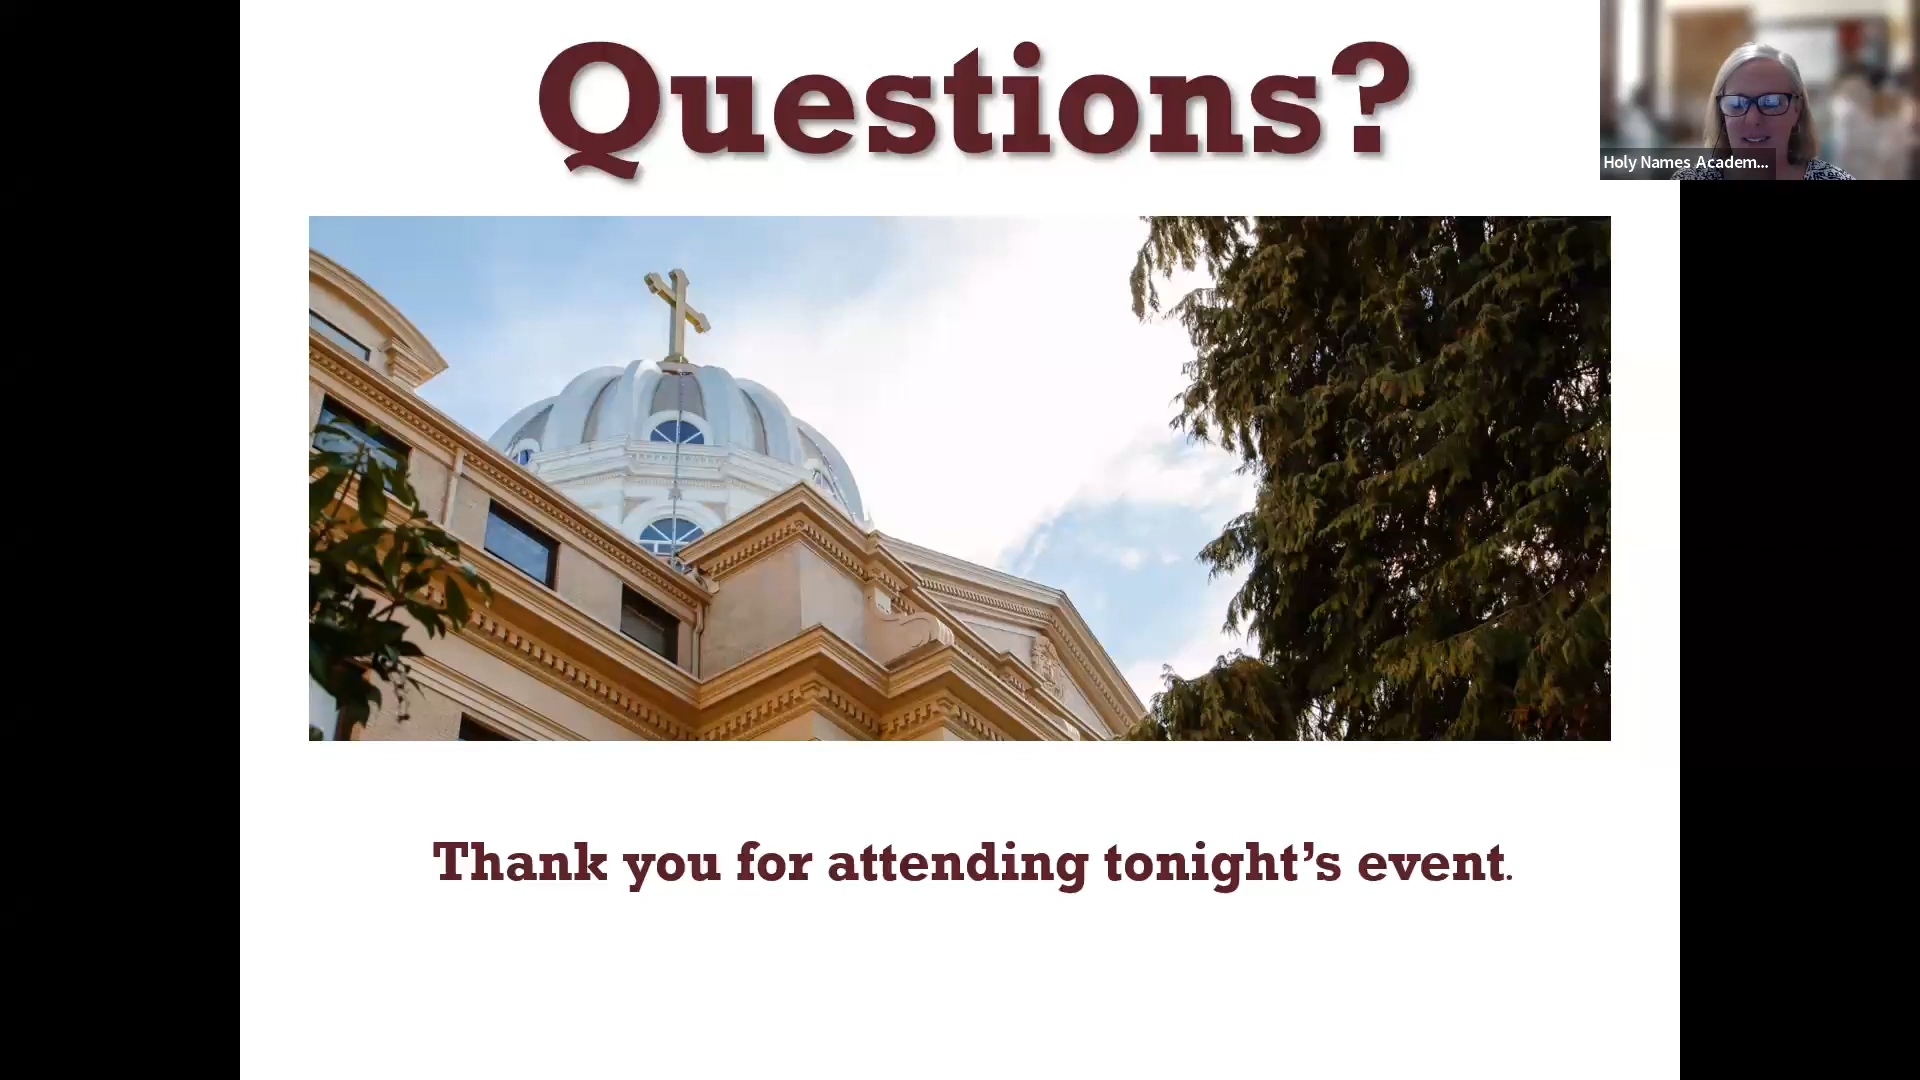 Questions?
Holy Names Academ...
Thank you for attending tonight’s event.